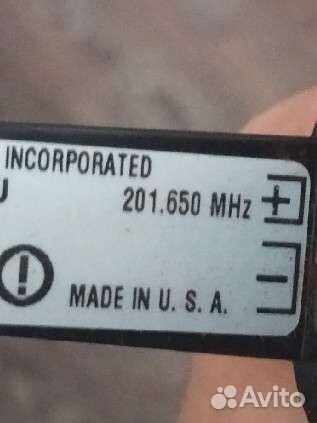 INCORPORATED
201.650 MHz +
-
!
MADE IN U. S. A.
Avito